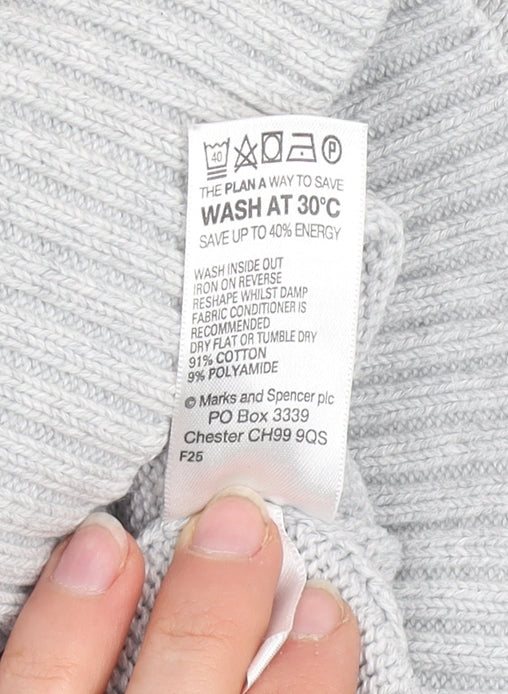 40 P
THE PLAN A WAY TO SAVE
WASH AT 30°C
SAVE UP TO 40% ENERGY
WASH INSIDE OUT
IRON ON REVERSE
RESHAPE WHILST DAMP
FABRIC CONDITIONER IS
RECOMMENDED
DRY FLAT OR TUMBLE DRY
91% COTTON
9% POLYAMIDE
© Marks and Spencer plc
PO Box 3339
Chester CH99 9QS
F25